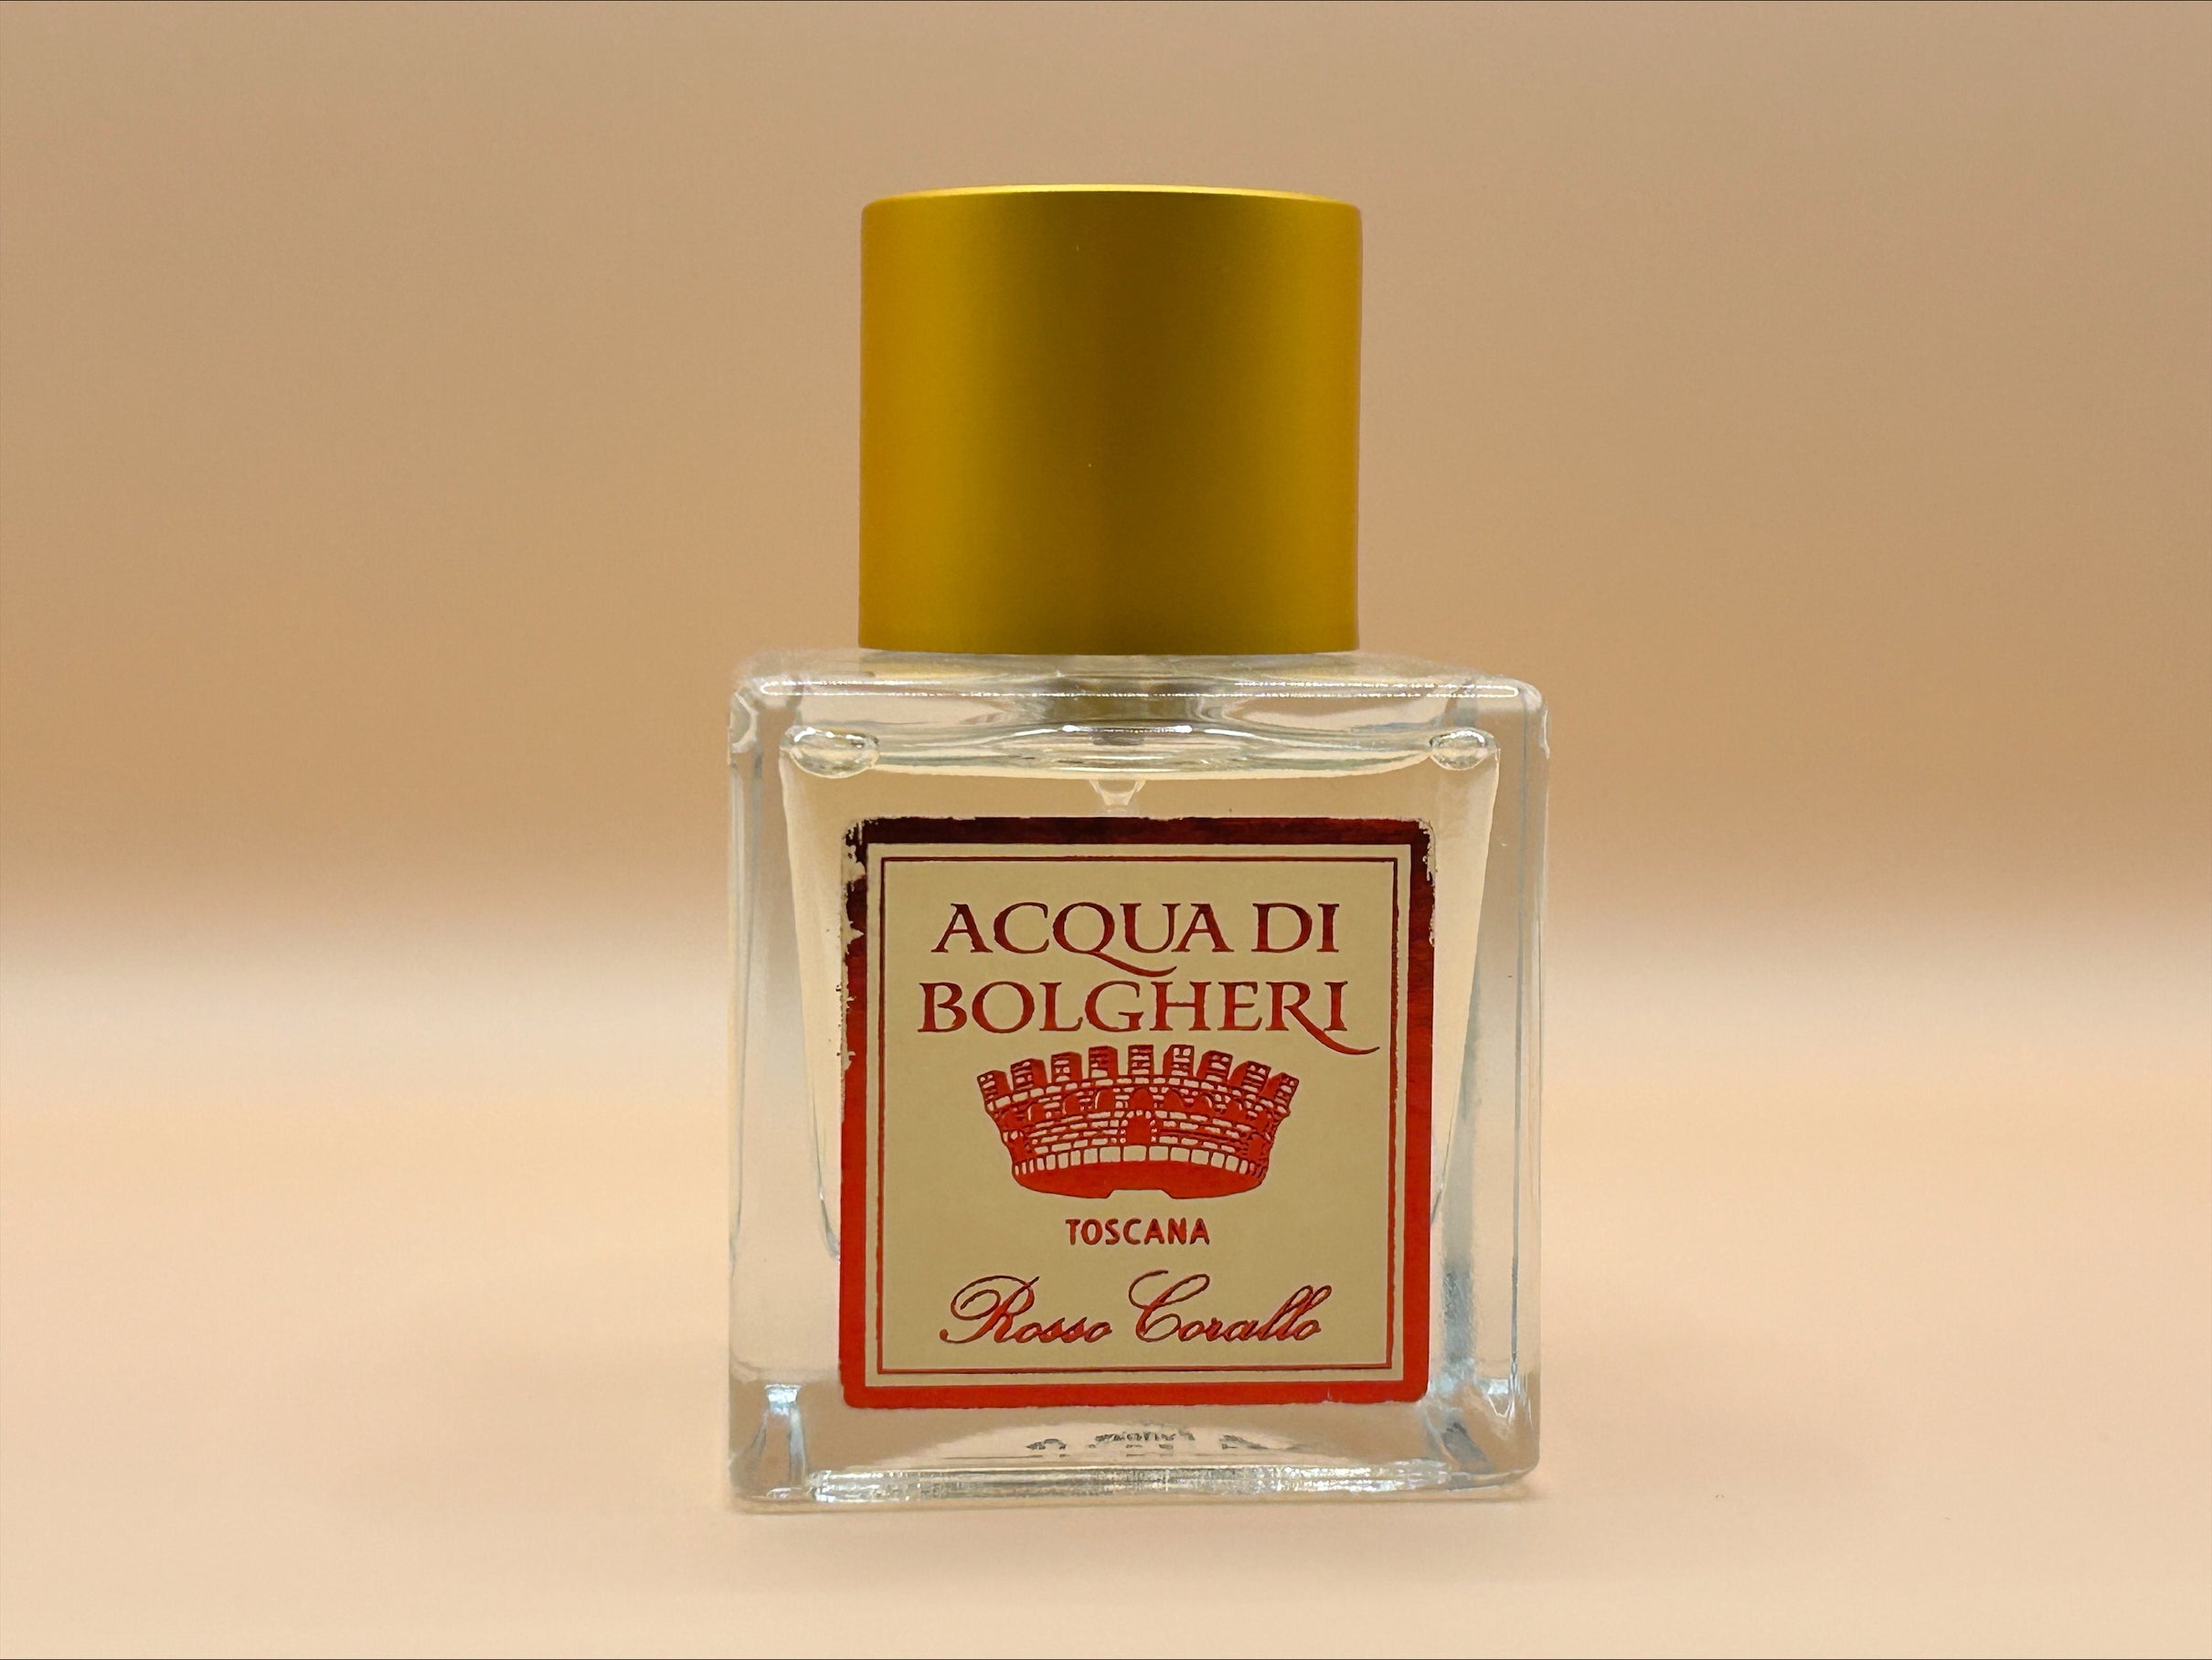 ACQUA DI
BOLGHERI
TOSCANA
Rosso Corallo